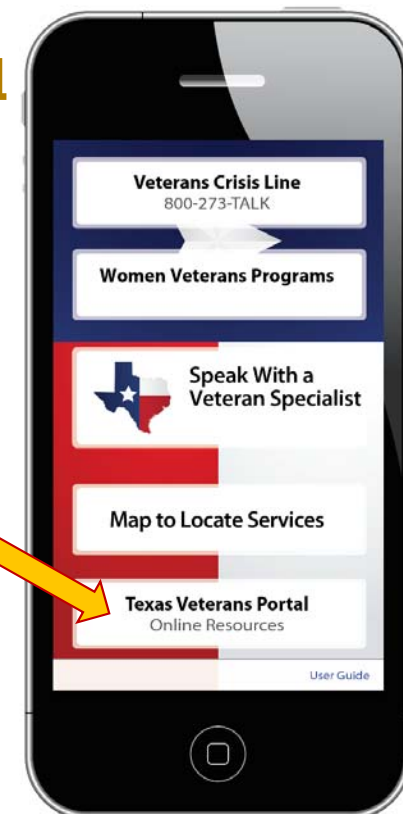 Veterans Crisis Line
800-273-TALK
Women Veterans Programs
Speak With a
Veteran Specialist
Map to Locate Services
Texas Veterans Portal
Online Resources
User Guide